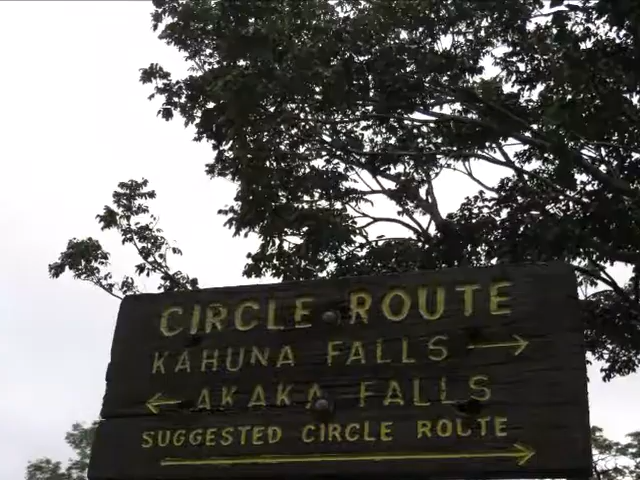 CIRCLE ROUTE
KAHUNA FALLS →
← AKAKA FALLS
SUGGESTED CIRCLE ROUTE
→